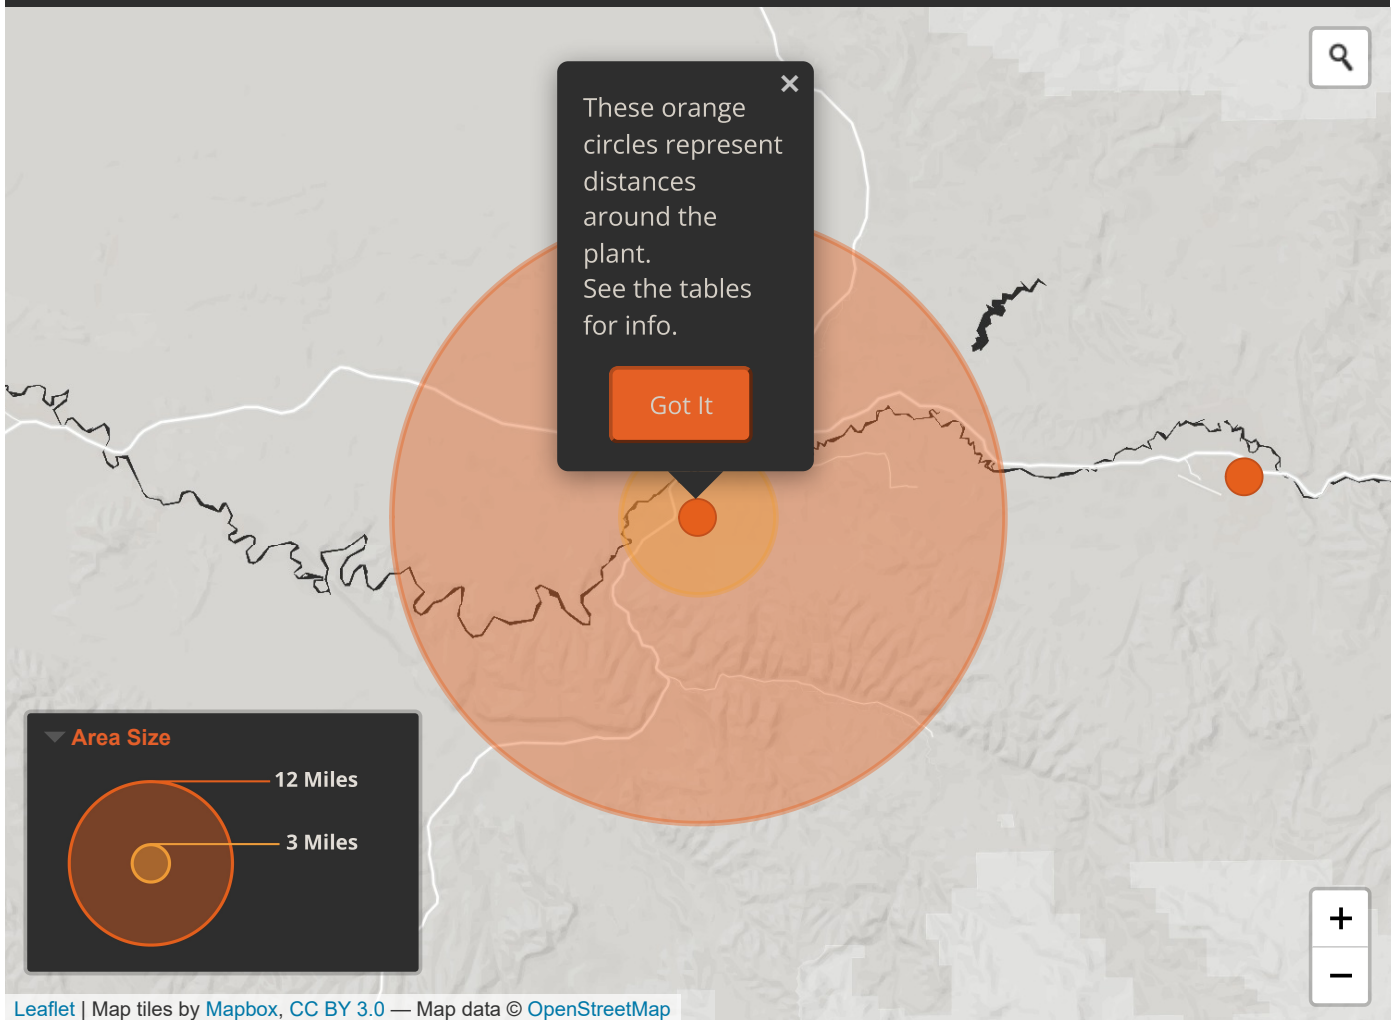 ×
These orange
circles represent
distances
around the
plant.
See the tables
for info.
Got It
Area Size
12 Miles
3 Miles
+
−
Leaflet | Map tiles by Mapbox, CC BY 3.0 — Map data © OpenStreetMap